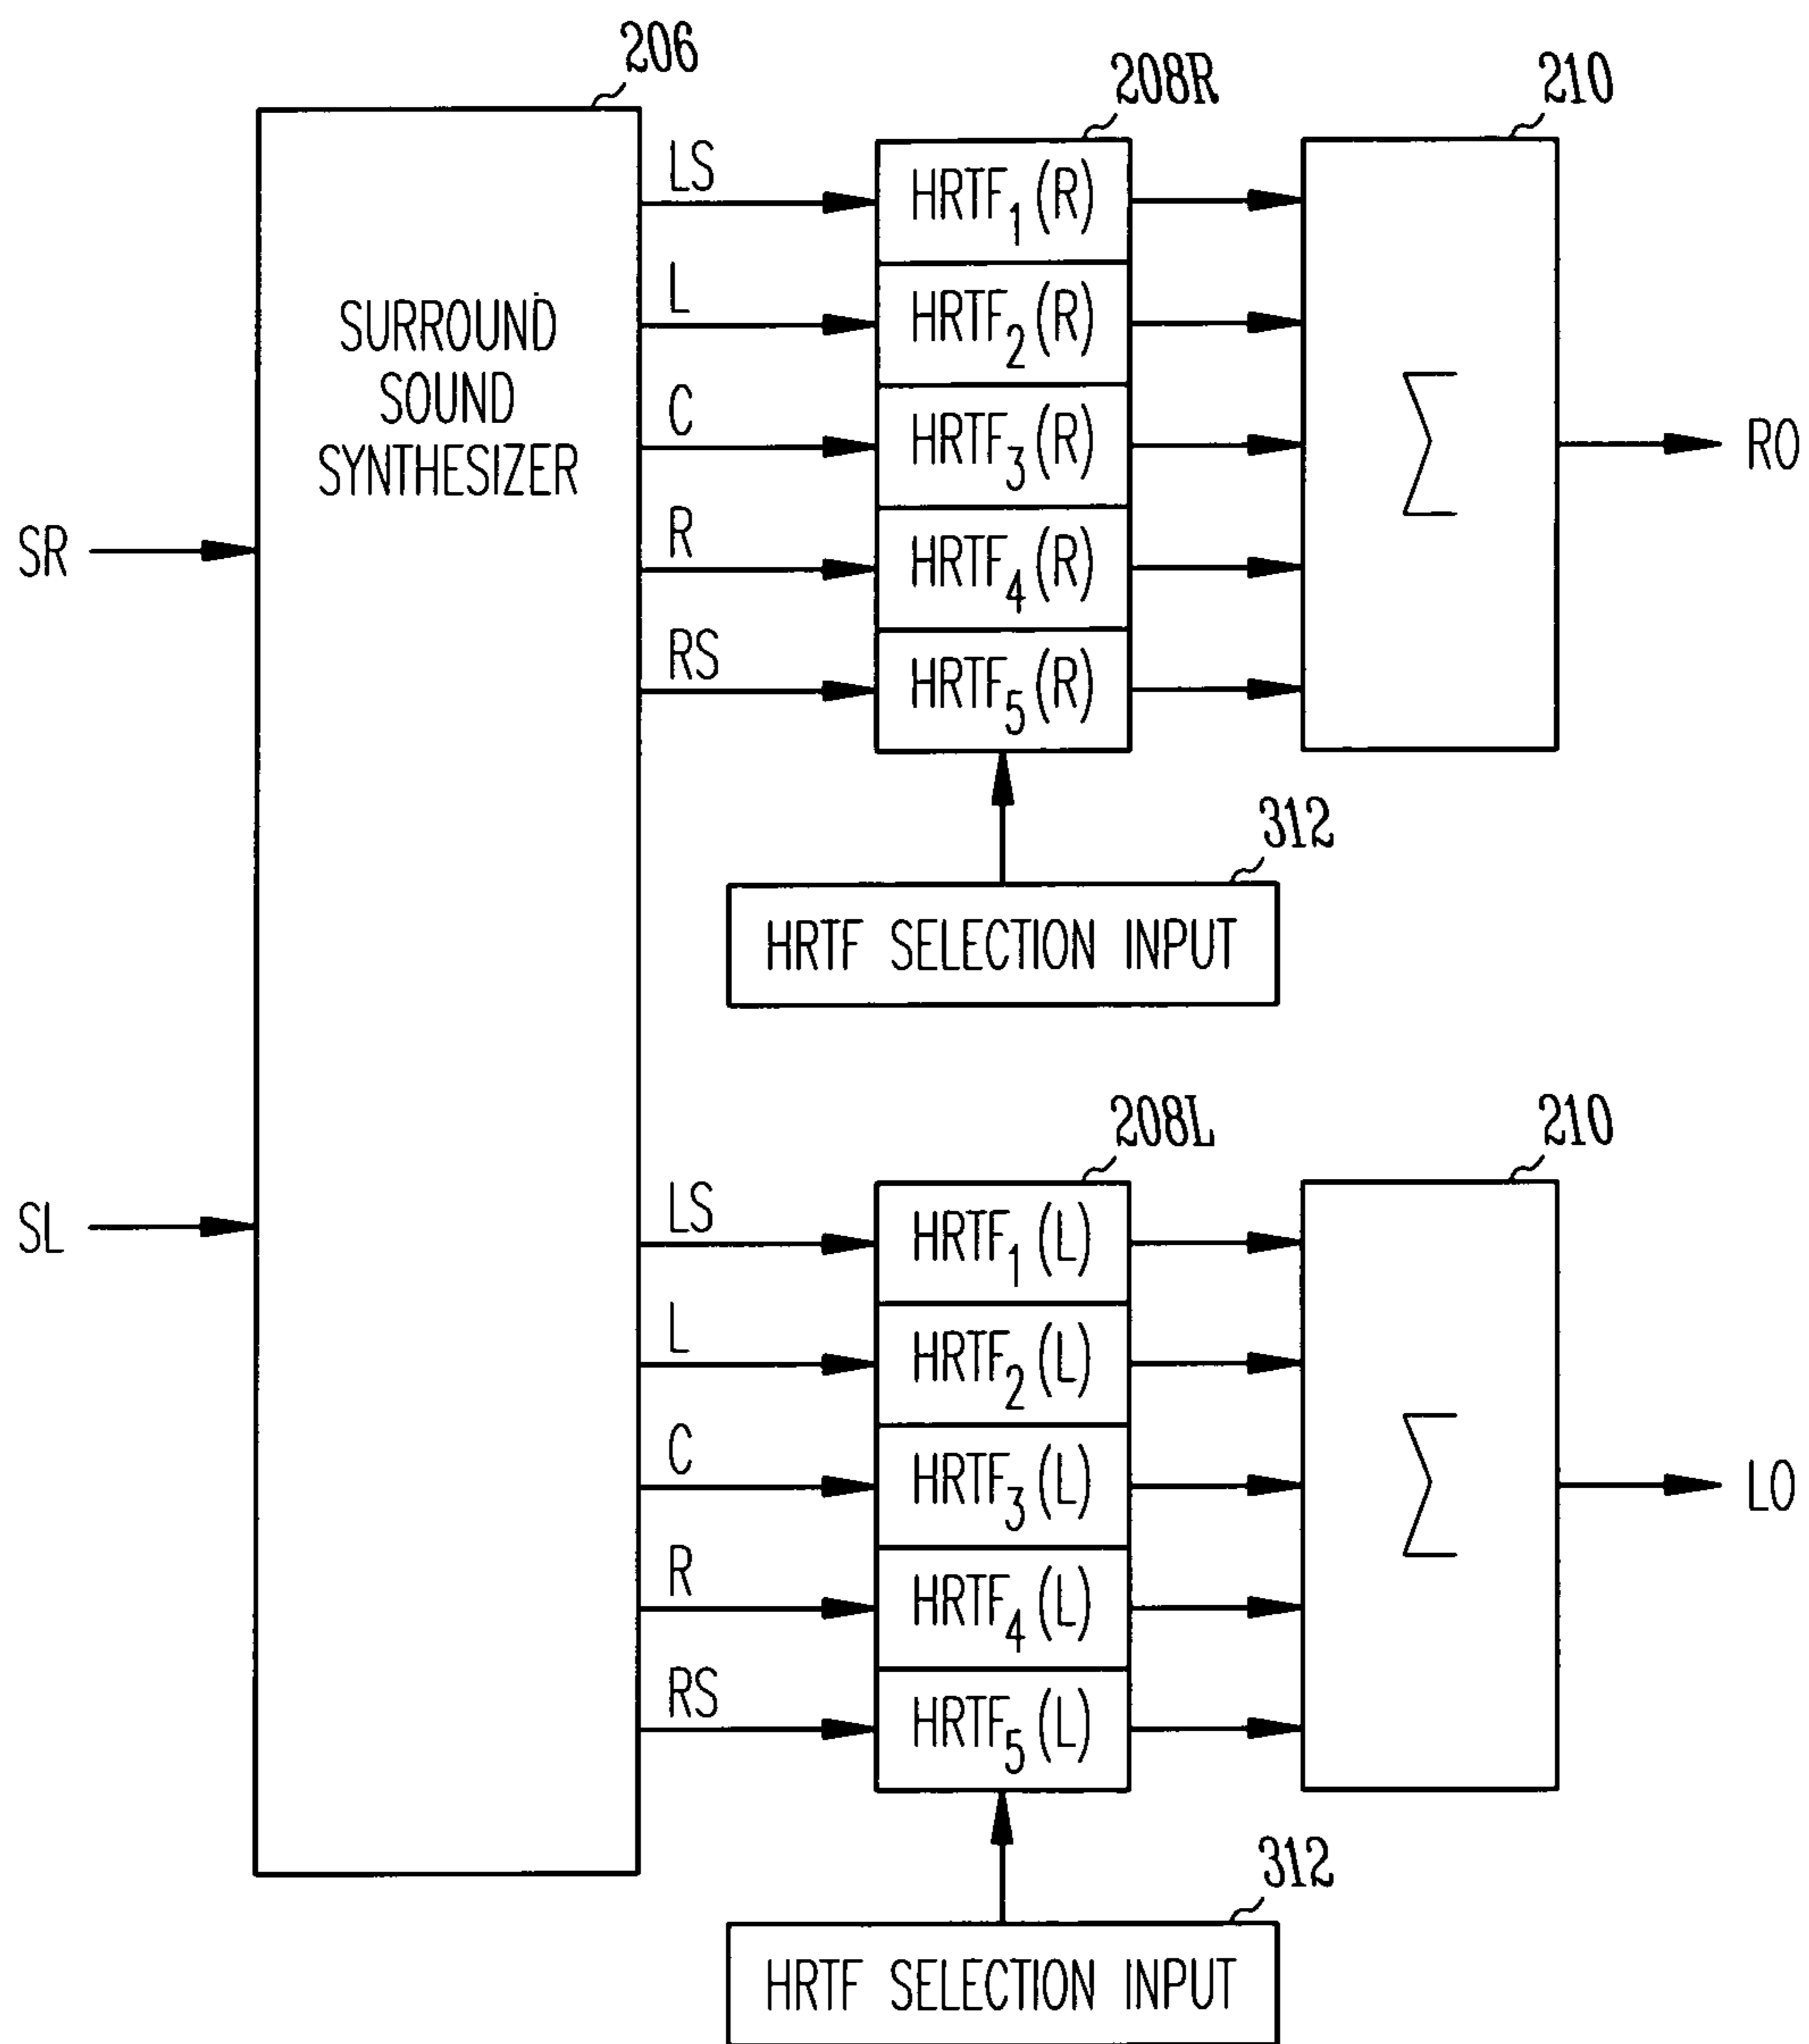 206
208R
210
SURROUND
SOUND
SYNTHESIZER
SR
SL
LS
L
C
R
RS
HRTF1(R)
HRTF2(R)
HRTF3(R)
HRTF4(R)
HRTF5(R)
Σ
RO
312
HRTF SELECTION INPUT
208L
210
LS
L
C
R
RS
HRTF1(L)
HRTF2(L)
HRTF3(L)
HRTF4(L)
HRTF5(L)
Σ
LO
312
HRTF SELECTION INPUT